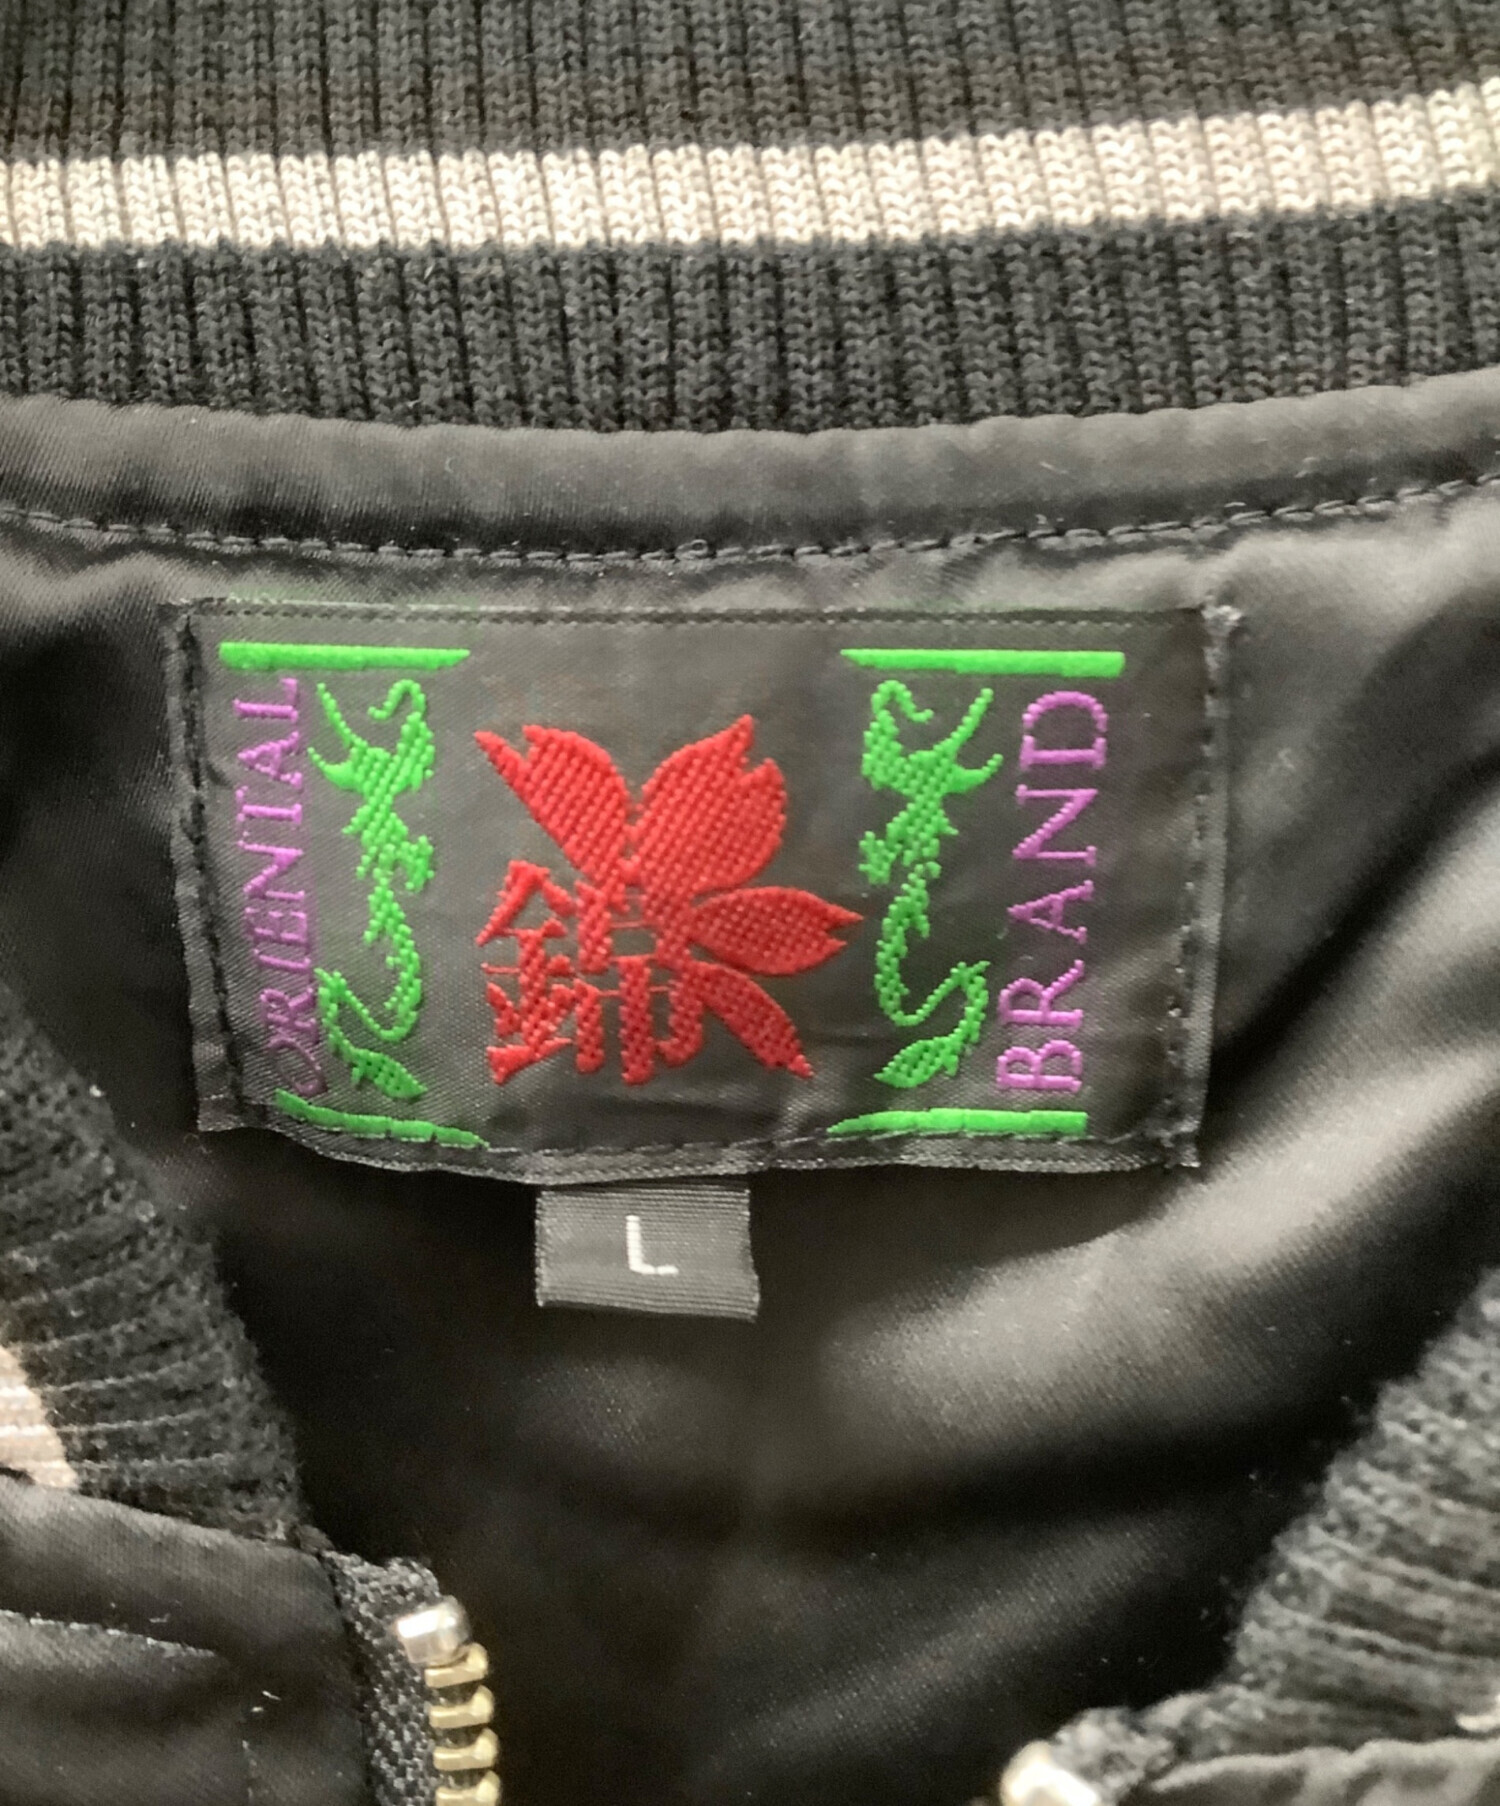 ORIENTAL
錦
BRAND
L